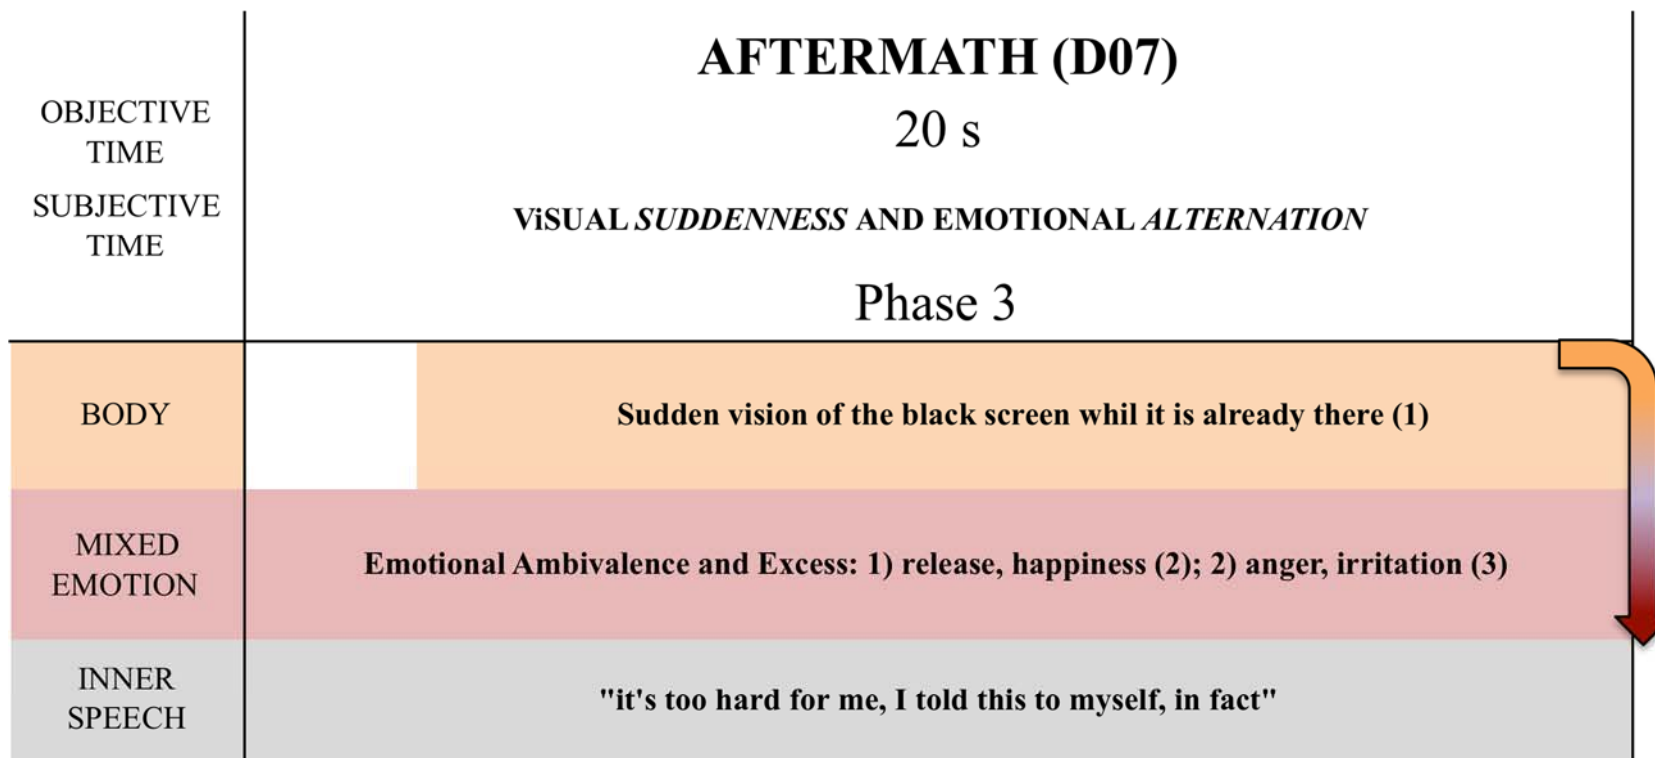 AFTERMATH (D07)
OBJECTIVE
TIME
20 s
SUBJECTIVE
TIME
ViSUAL SUDDENNESS AND EMOTIONAL ALTERNATION
Phase 3
BODY
Sudden vision of the black screen whil it is already there (1)
MIXED
EMOTION
Emotional Ambivalence and Excess: 1) release, happiness (2); 2) anger, irritation (3)
INNER
SPEECH
"it's too hard for me, I told this to myself, in fact"